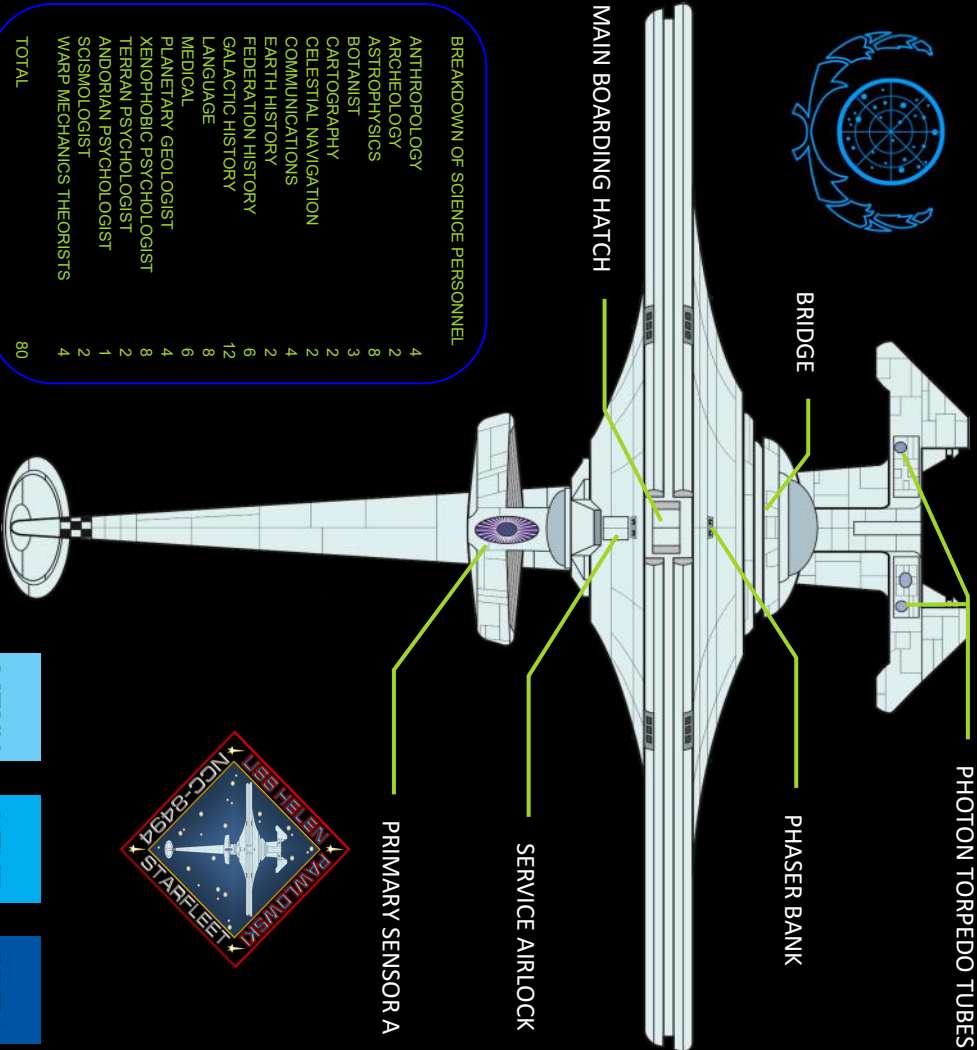 PHOTON TORPEDO TUBES
BRIDGE
PHASER BANK
MAIN BOARDING HATCH
SERVICE AIRLOCK
PRIMARY SENSOR A
BREAKDOWN OF SCIENCE PERSONNEL
ANTHROPOLOGY 4
ARCHEOLOGY 2
ASTROPHYSICS 8
BOTANIST 3
CARTOGRAPHY 2
CELESTIAL NAVIGATION 2
COMMUNICATIONS 4
EARTH HISTORY 2
FEDERATION HISTORY 6
GALACTIC HISTORY 12
LANGUAGE 8
MEDICAL 6
PLANETARY GEOLOGIST 4
XENOPHOBIC PSYCHOLOGIST 8
TERRAN PSYCHOLOGIST 2
ANDORIAN PSYCHOLOGIST 1
SCISMOLOGIST 2
WARP MECHANICS THEORISTS 4
TOTAL 80
USS HELEN PAWLOWSKI
NCC-8494 STARFLEET